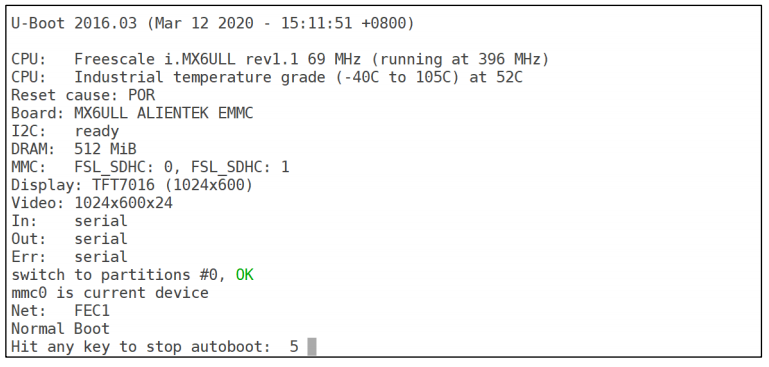 U-Boot 2016.03 (Mar 12 2020 - 15:11:51 +0800)
CPU:   Freescale i.MX6ULL rev1.1 69 MHz (running at 396 MHz)
CPU:   Industrial temperature grade (-40C to 105C) at 52C
Reset cause: POR
Board: MX6ULL ALIENTEK EMMC
I2C:   ready
DRAM:  512 MiB
MMC:   FSL_SDHC: 0, FSL_SDHC: 1
Display: TFT7016 (1024x600)
Video: 1024x600x24
In:    serial
Out:   serial
Err:   serial
switch to partitions #0, OK
mmc0 is current device
Net:   FEC1
Normal Boot
Hit any key to stop autoboot:  5